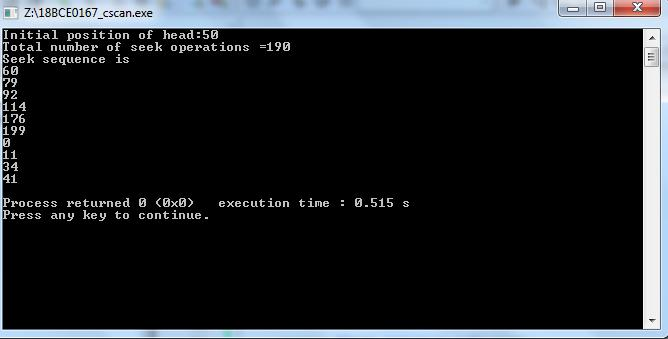 Z:\18BCE0167_cscan.exe
Initial position of head:50
Total number of seek operations =190
Seek sequence is
60
79
92
114
176
199
0
11
34
41
Process returned 0 (0x0)   execution time : 0.515 s
Press any key to continue.